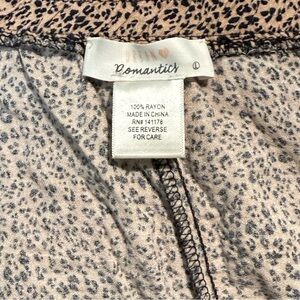 Romantics L
100% RAYON
MADE IN CHINA
RN# 141178
SEE REVERSE
FOR CARE